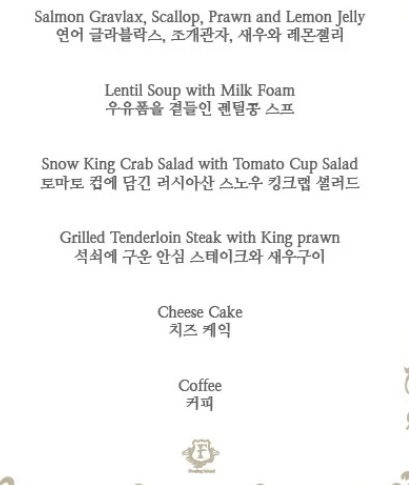 Salmon Gravlax, Scallop, Prawn and Lemon Jelly
연어 글라블락스, 조개관자, 새우와 레몬젤리
Lentil Soup with Milk Foam
우유폼을 곁들인 렌틸콩 스프
Snow King Crab Salad with Tomato Cup Salad
토마토 컵에 담긴 러시아산 스노우 킹크랩 샐러드
Grilled Tenderloin Steak with King prawn
석쇠에 구운 안심 스테이크와 새우구이
Cheese Cake
치즈 케익
Coffee
커피
F